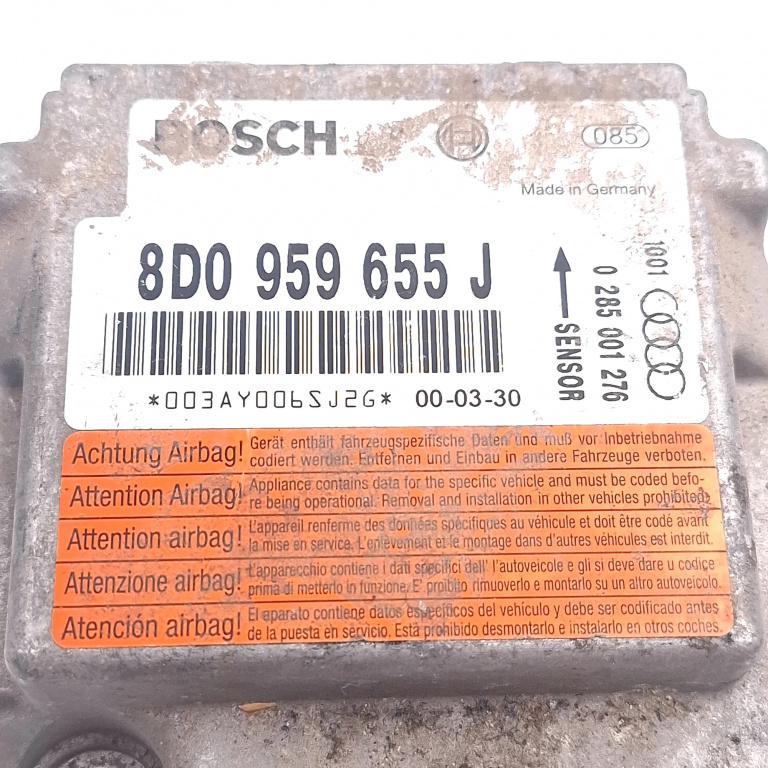 BOSCH
085
Made in Germany
8D0 959 655 J
*003AY006SJ2G* 00-03-30
SENSOR
0 285 001 276
1001
Achtung Airbag! Gerät enthält fahrzeugspezifische Daten und muß vor Inbetriebnahme
codiert werden. Entfernen und Einbau in andere Fahrzeuge verboten.
Attention Airbag! Appliance contains data for the specific vehicle and must be coded befo-
re being operational. Removal and installation in other vehicles prohibited.
Attention airbag! L'appareil renferme des données spécifiques au véhicule et doit être codé avant
la mise en service. L'enlèvement et le montage dans d'autres véhicules est interdit.
Attenzione airbag! L'apparecchio contiene i dati specifici dell' l'autoveicole e gli si deve dare u codice
prima di metterlo in funzione. E' proibito rimuoverlo e montarlo su un altro autoveicolo.
Atención airbag! El aparato contiene datos específicos del vehículo y debe ser codificado antes
de la puesta en servicio. Está prohibido desmontarlo e instalarlo en otros coches.